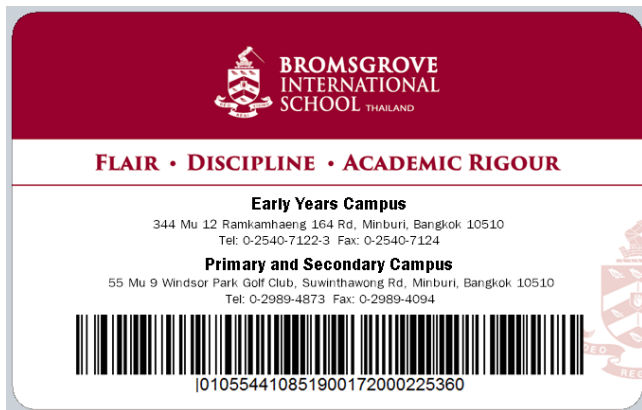 BROMSGROVE
INTERNATIONAL
SCHOOL THAILAND
FLAIR · DISCIPLINE · ACADEMIC RIGOUR
Early Years Campus
344 Mu 12 Ramkamhaeng 164 Rd, Minburi, Bangkok 10510
Tel: 0-2540-7122-3 Fax: 0-2540-7124
Primary and Secondary Campus
55 Mu 9 Windsor Park Golf Club, Suwinthawong Rd, Minburi, Bangkok 10510
Tel: 0-2989-4873 Fax: 0-2989-4094
DEO REG
|010554410851900172000225360